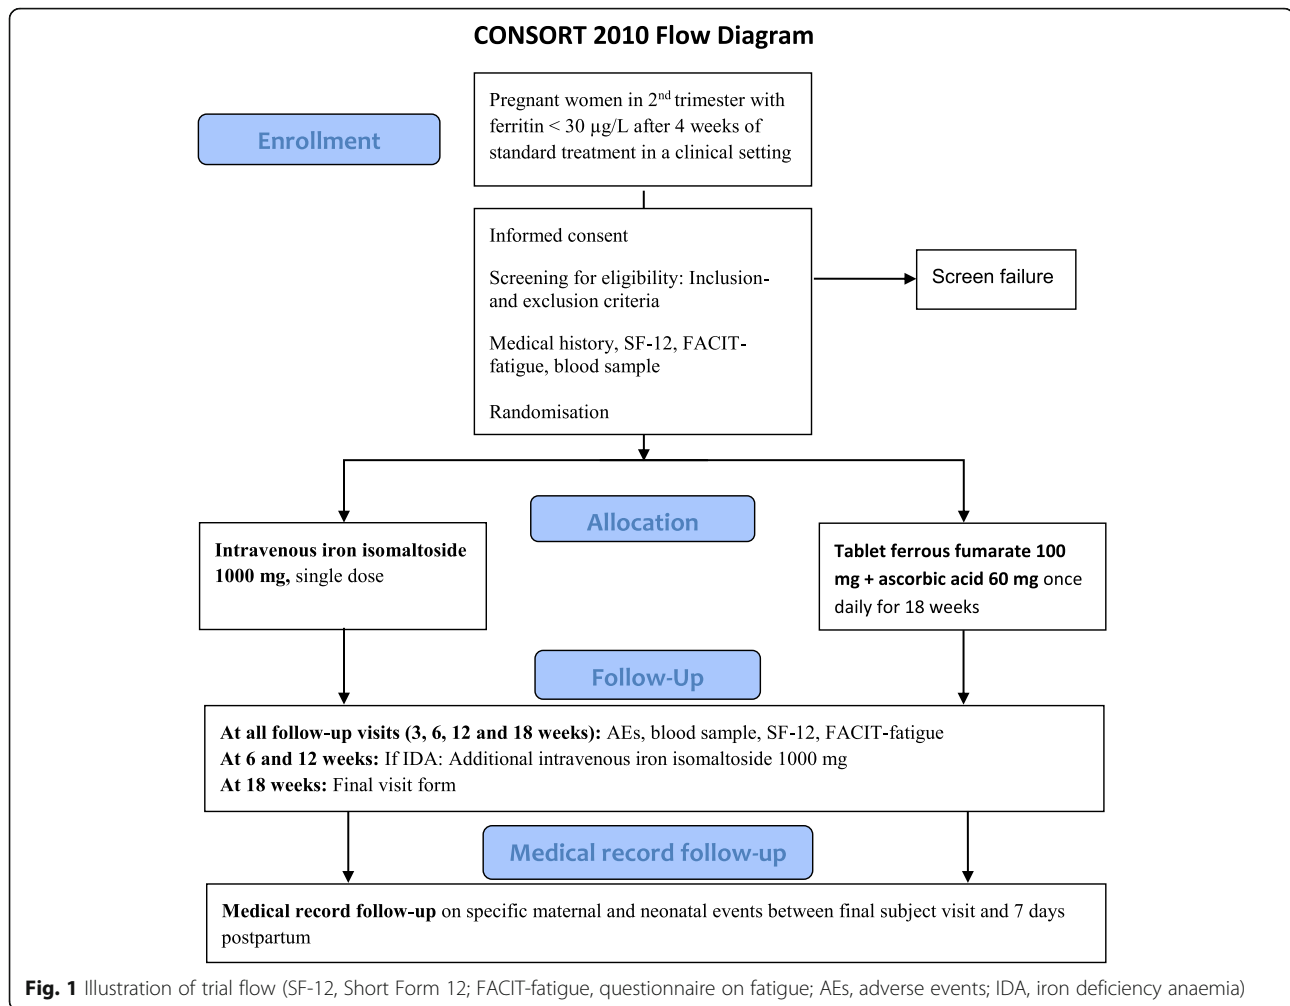 CONSORT 2010 Flow Diagram
Enrollment
Pregnant women in 2nd trimester with
ferritin < 30 µg/L after 4 weeks of
standard treatment in a clinical setting
Informed consent
Screening for eligibility: Inclusion-
and exclusion criteria
Medical history, SF-12, FACIT-
fatigue, blood sample
Randomisation
Screen failure
Allocation
Intravenous iron isomaltoside
1000 mg, single dose
Tablet ferrous fumarate 100
mg + ascorbic acid 60 mg once
daily for 18 weeks
Follow-Up
At all follow-up visits (3, 6, 12 and 18 weeks): AEs, blood sample, SF-12, FACIT-fatigue
At 6 and 12 weeks: If IDA: Additional intravenous iron isomaltoside 1000 mg
At 18 weeks: Final visit form
Medical record follow-up
Medical record follow-up on specific maternal and neonatal events between final subject visit and 7 days
postpartum
Fig. 1 Illustration of trial flow (SF-12, Short Form 12; FACIT-fatigue, questionnaire on fatigue; AEs, adverse events; IDA, iron deficiency anaemia)